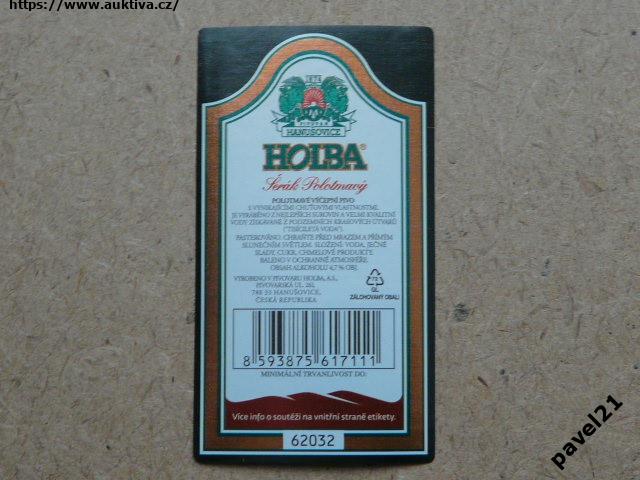 https://www.auktiva.cz/
PIVOVAR
HANUŠOVICE
HOLBA®
Šerák Polotmavý
POLOTMAVÉ VÝČEPNÍ PIVO
S VYNIKAJÍCÍMI CHUŤOVÝMI VLASTNOSTMI.
JE VYRÁBĚNO Z NEJLEPŠÍCH SUROVIN A VELMI KVALITNÍ
VODY ZÍSKÁVANÉ Z PODZEMNÍCH KRASOVÝCH ÚTVARŮ
("TISÍCILETÁ VODA").
PASTEROVÁNO. CHRAŇTE PŘED MRAZEM A PŘÍMÝM
SLUNEČNÍM SVĚTLEM. SLOŽENÍ: VODA, JEČNÉ
SLADY, CUKR, CHMELOVÉ PRODUKTY.
BALENO V OCHRANNÉ ATMOSFÉŘE.
OBSAH ALKOHOLU 4,7 % OBJ.
VYROBENO V PIVOVARU HOLBA, A.S.,
PIVOVARSKÁ UL. 261,
788 33 HANUŠOVICE,
ČESKÁ REPUBLIKA
GL
ZÁLOHOVANÝ OBAL!
8 593875 617111
MINIMÁLNÍ TRVANLIVOST DO:
Více info o soutěži na vnitřní straně etikety.
62032
pavel21